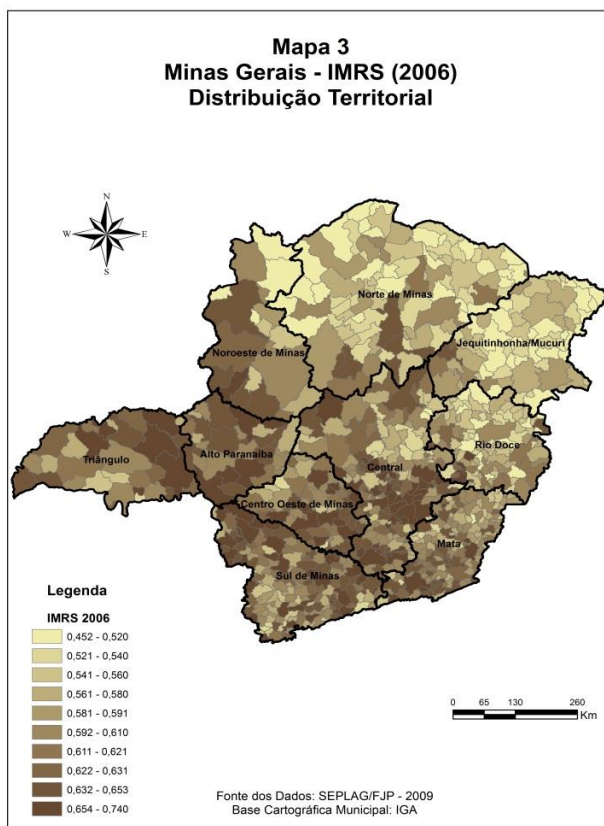 Mapa 3
Minas Gerais - IMRS (2006)
Distribuição Territorial
N
W
E
S
Norte de Minas
Jequitinhonha/Mucuri
Noroeste de Minas
Rio Doce
Triângulo
Alto Paranaíba
Central
Centro Oeste de Minas
Mata
Sul de Minas
Legenda
IMRS 2006
0,452 - 0,520
0,521 - 0,540
0,541 - 0,560
0,561 - 0,580
0,581 - 0,591
0,592 - 0,610
0,611 - 0,621
0,622 - 0,631
0,632 - 0,653
0,654 - 0,740
0 65 130 260
Km
Fonte dos Dados: SEPLAG/FJP - 2009
Base Cartográfica Municipal: IGA